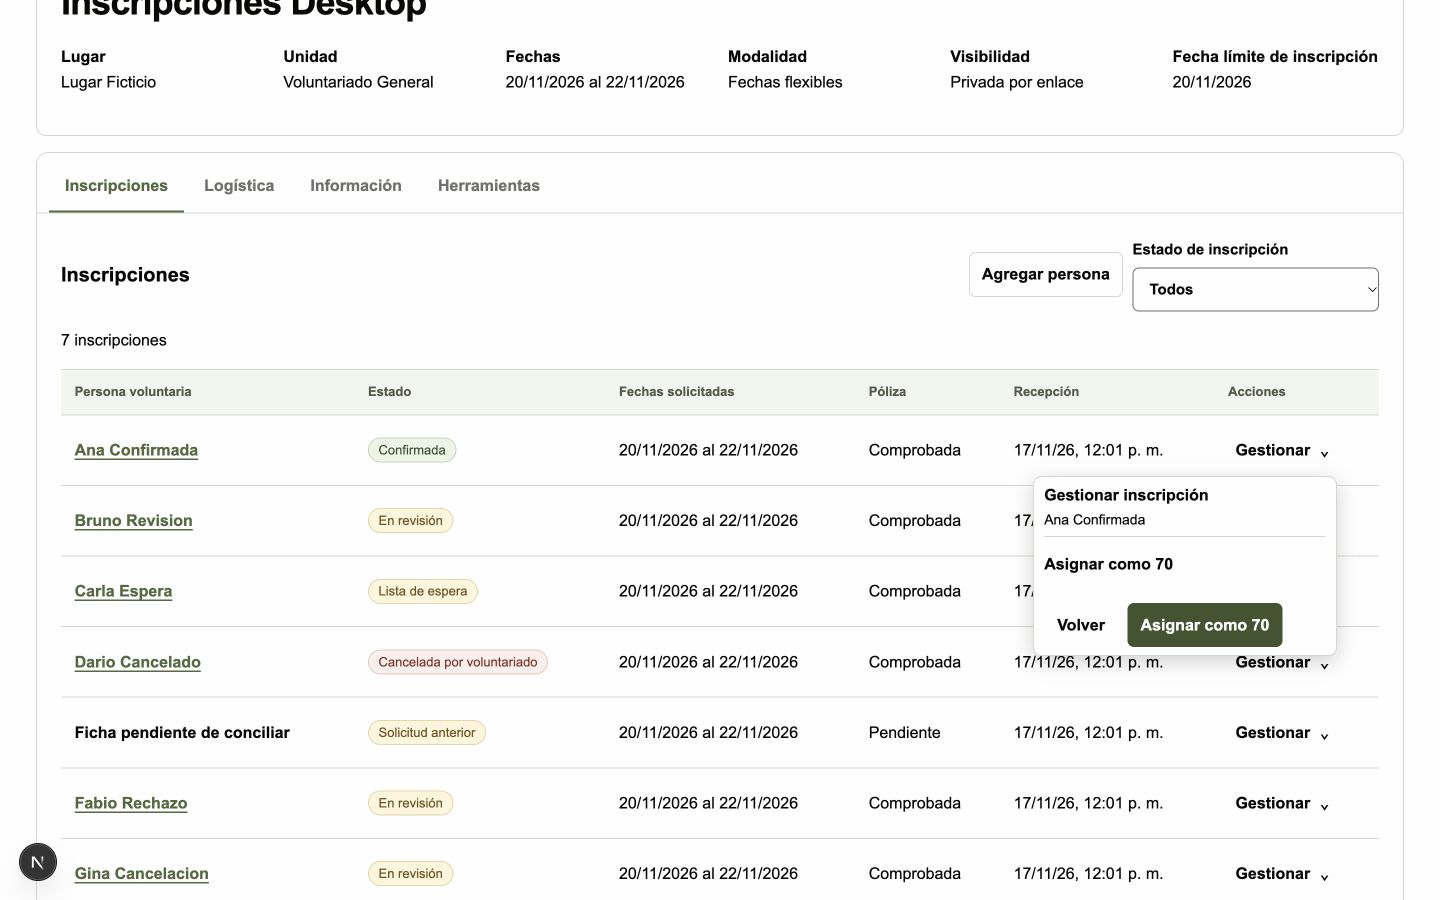 Inscripciones Desktop
Lugar Unidad Fechas Modalidad Visibilidad Fecha límite de inscripción
Lugar Ficticio Voluntariado General 20/11/2026 al 22/11/2026 Fechas flexibles Privada por enlace 20/11/2026
Inscripciones Logística Información Herramientas
Estado de inscripción
Inscripciones Agregar persona Todos
7 inscripciones
Persona voluntaria Estado Fechas solicitadas Póliza Recepción Acciones
Ana Confirmada Confirmada 20/11/2026 al 22/11/2026 Comprobada 17/11/26, 12:01 p. m. Gestionar
Gestionar inscripción
Ana Confirmada
Asignar como 70
Volver Asignar como 70
Bruno Revision En revisión 20/11/2026 al 22/11/2026 Comprobada 17/
Carla Espera Lista de espera 20/11/2026 al 22/11/2026 Comprobada 17/
Dario Cancelado Cancelada por voluntariado 20/11/2026 al 22/11/2026 Comprobada 17/11/26, 12:01 p. m. Gestionar
Ficha pendiente de conciliar Solicitud anterior 20/11/2026 al 22/11/2026 Pendiente 17/11/26, 12:01 p. m. Gestionar
Fabio Rechazo En revisión 20/11/2026 al 22/11/2026 Comprobada 17/11/26, 12:01 p. m. Gestionar
N
Gina Cancelacion En revisión 20/11/2026 al 22/11/2026 Comprobada 17/11/26, 12:01 p. m. Gestionar